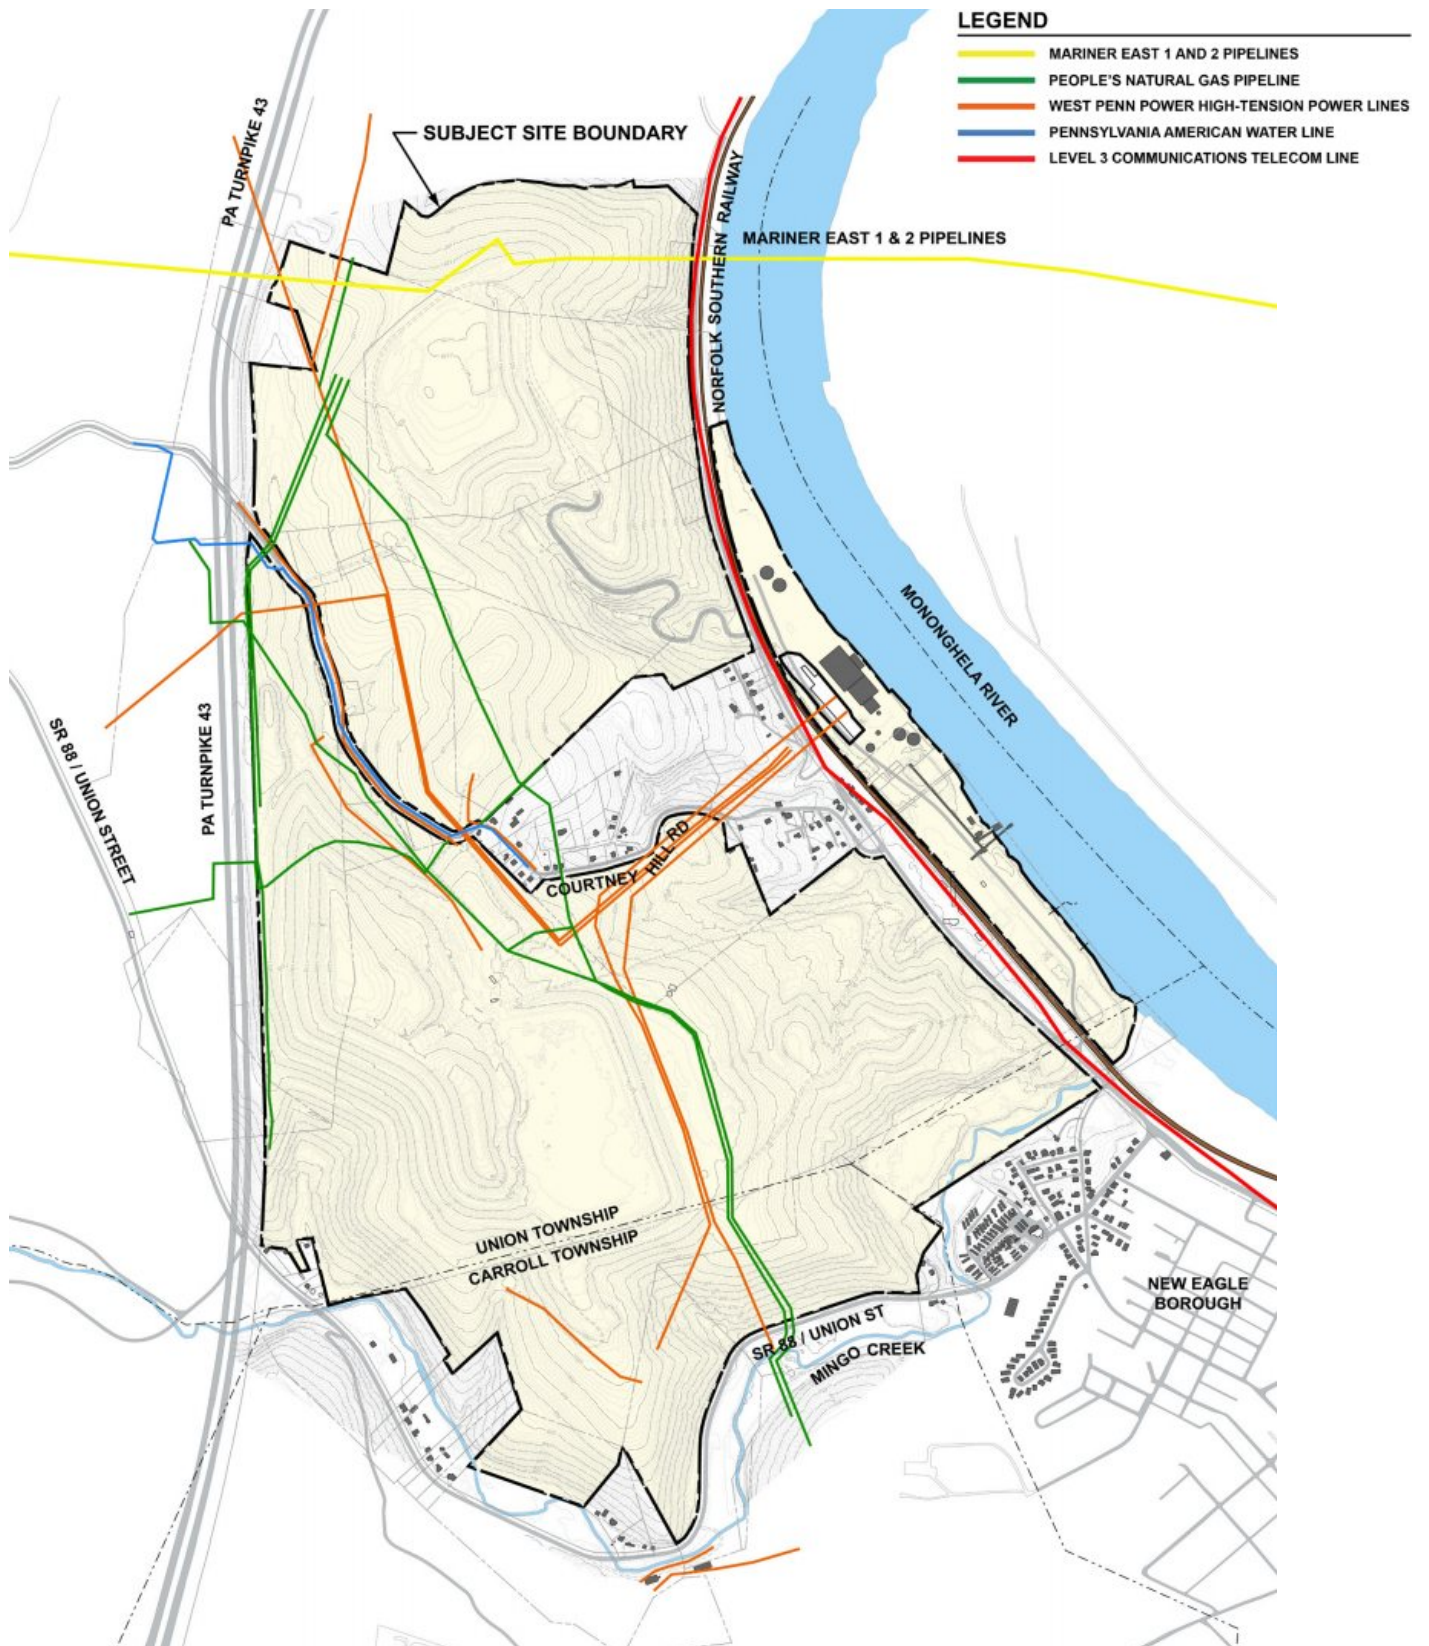 LEGEND
MARINER EAST 1 AND 2 PIPELINES
PEOPLE'S NATURAL GAS PIPELINE
WEST PENN POWER HIGH-TENSION POWER LINES
PENNSYLVANIA AMERICAN WATER LINE
LEVEL 3 COMMUNICATIONS TELECOM LINE
PA TURNPIKE 43
SUBJECT SITE BOUNDARY
NORFOLK SOUTHERN RAILWAY
MARINER EAST 1 & 2 PIPELINES
MONONGHELA RIVER
SR 88 / UNION STREET
PA TURNPIKE 43
COURTNEY HILL RD
UNION TOWNSHIP
CARROLL TOWNSHIP
NEW EAGLE
BOROUGH
SR 88 / UNION ST
MINGO CREEK